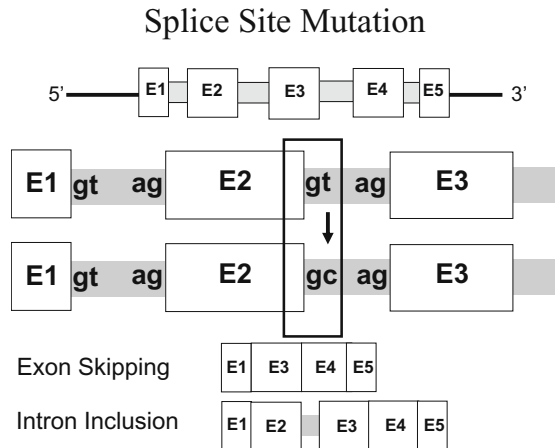 Splice Site Mutation
5' E1 E2 E3 E4 E5 3'
E1 gt ag E2 gt ag E3
E1 gt ag E2 gc ag E3
Exon Skipping E1 E3 E4 E5
Intron Inclusion E1 E2 E3 E4 E5